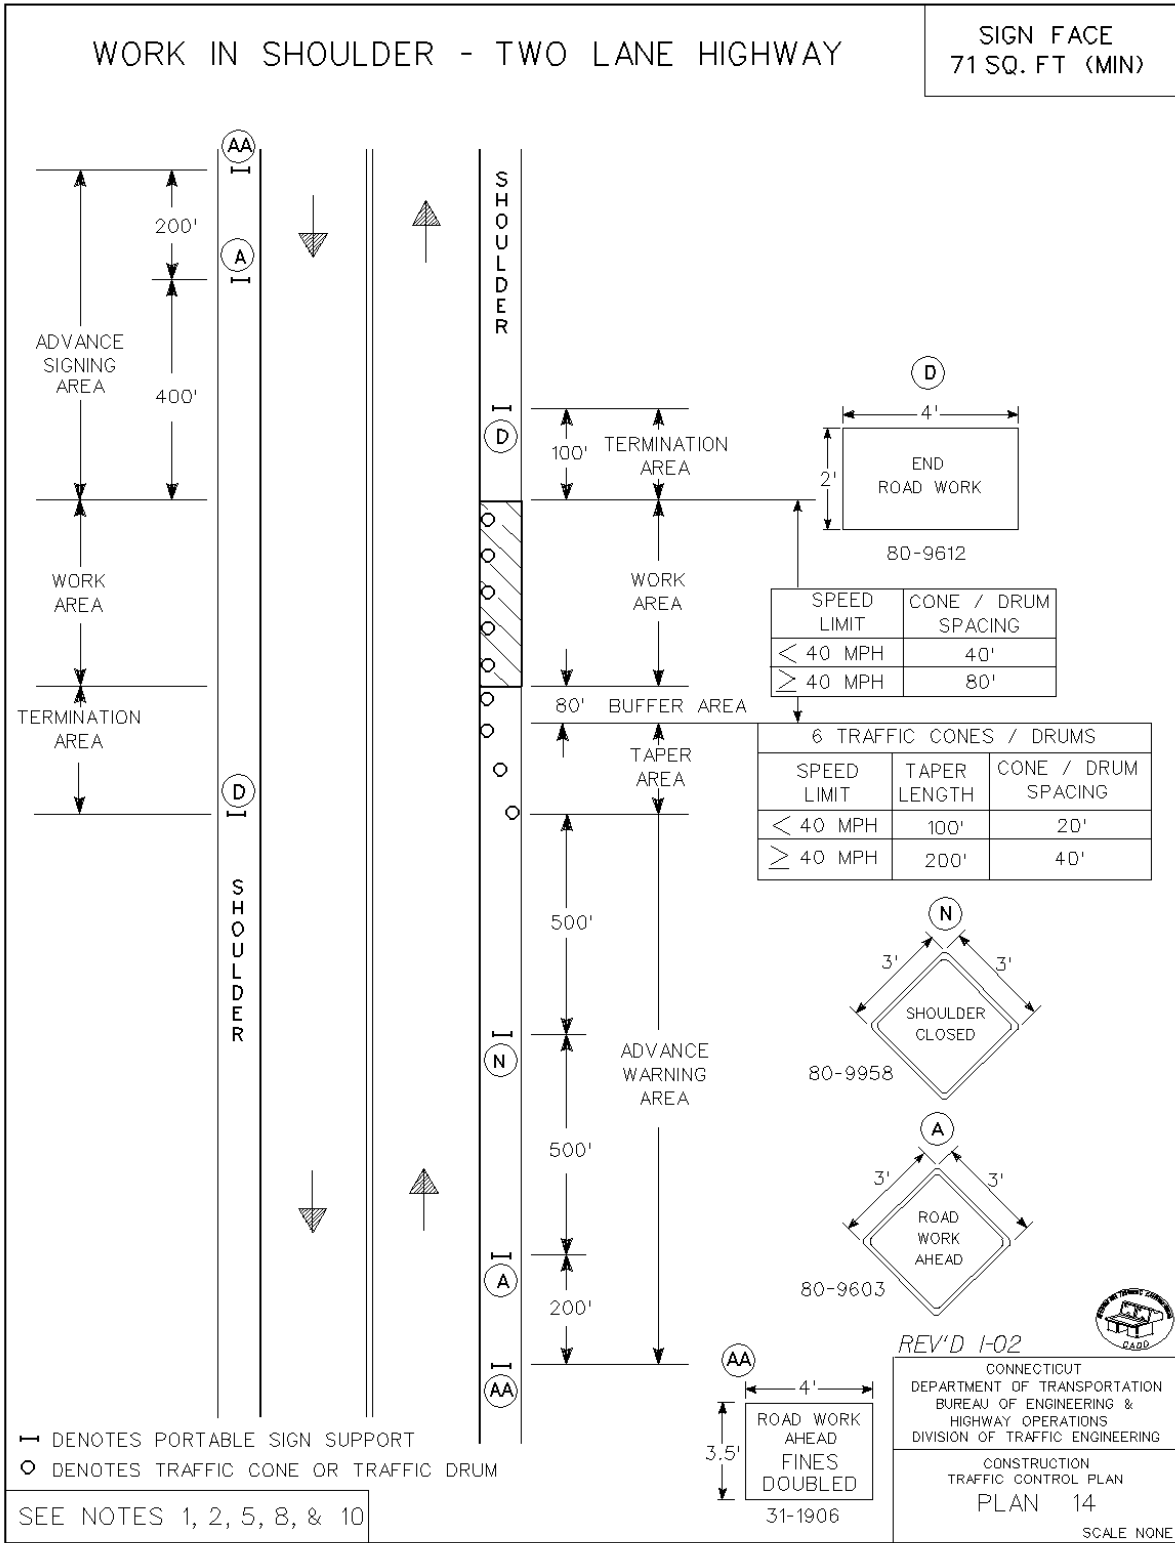 WORK IN SHOULDER - TWO LANE HIGHWAY
SIGN FACE
71 SQ. FT (MIN)
AA
200'
A
ADVANCE
SIGNING
AREA
400'
WORK
AREA
TERMINATION
AREA
D
SHOULDER
SHOULDER
D
100'
TERMINATION
AREA
WORK
AREA
80' BUFFER AREA
TAPER
AREA
500'
N
500'
ADVANCE
WARNING
AREA
A
200'
AA
D
4'
2'
END
ROAD WORK
80-9612
SPEED
LIMIT
CONE / DRUM
SPACING
< 40 MPH 40'
≥ 40 MPH 80'
6 TRAFFIC CONES / DRUMS
SPEED
LIMIT
TAPER
LENGTH
CONE / DRUM
SPACING
< 40 MPH 100' 20'
≥ 40 MPH 200' 40'
N
3' 3'
SHOULDER
CLOSED
80-9958
A
3' 3'
ROAD
WORK
AHEAD
80-9603
AA
4'
3.5'
ROAD WORK
AHEAD
FINES
DOUBLED
31-1906
CADD
REV'D 1-02
CONNECTICUT
DEPARTMENT OF TRANSPORTATION
BUREAU OF ENGINEERING &
HIGHWAY OPERATIONS
DIVISION OF TRAFFIC ENGINEERING
CONSTRUCTION
TRAFFIC CONTROL PLAN
PLAN 14
SCALE NONE
DENOTES PORTABLE SIGN SUPPORT
DENOTES TRAFFIC CONE OR TRAFFIC DRUM
SEE NOTES 1, 2, 5, 8, & 10